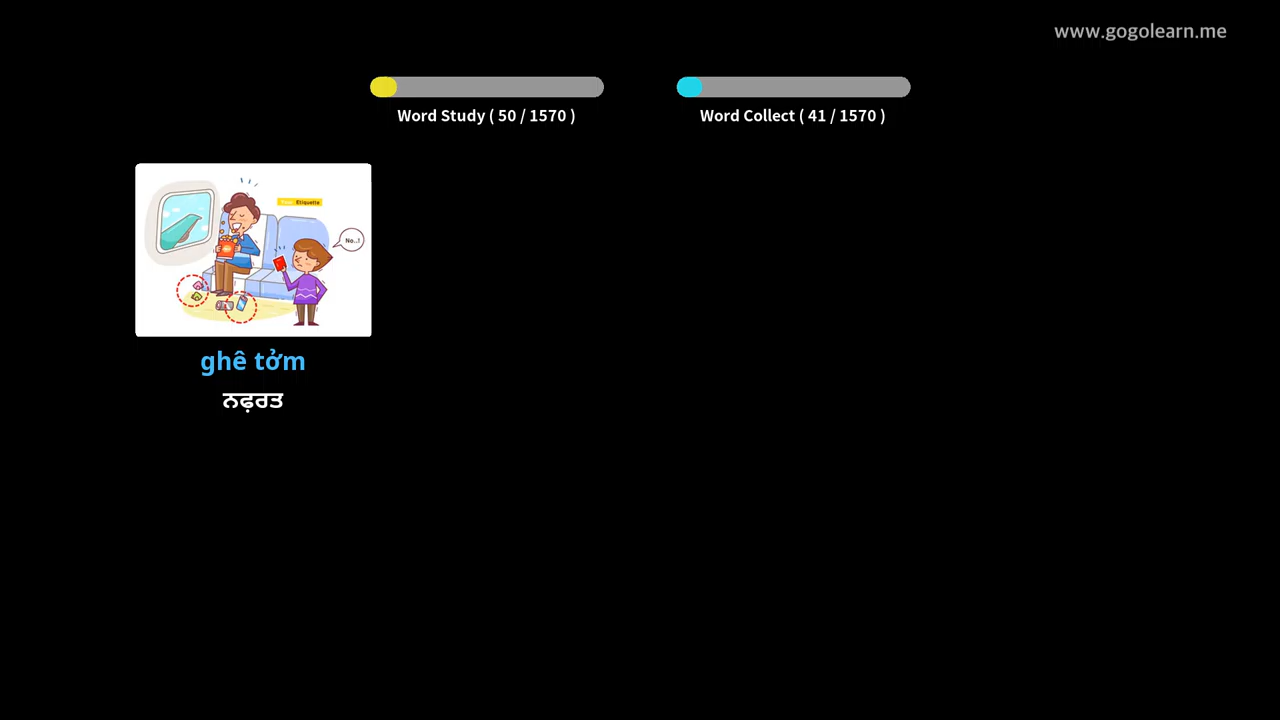 www.gogolearn.me
Word Study ( 50 / 1570 )
Word Collect ( 41 / 1570 )
Etiquette
No..!
ghê tởm
ਨਫ਼ਰਤ